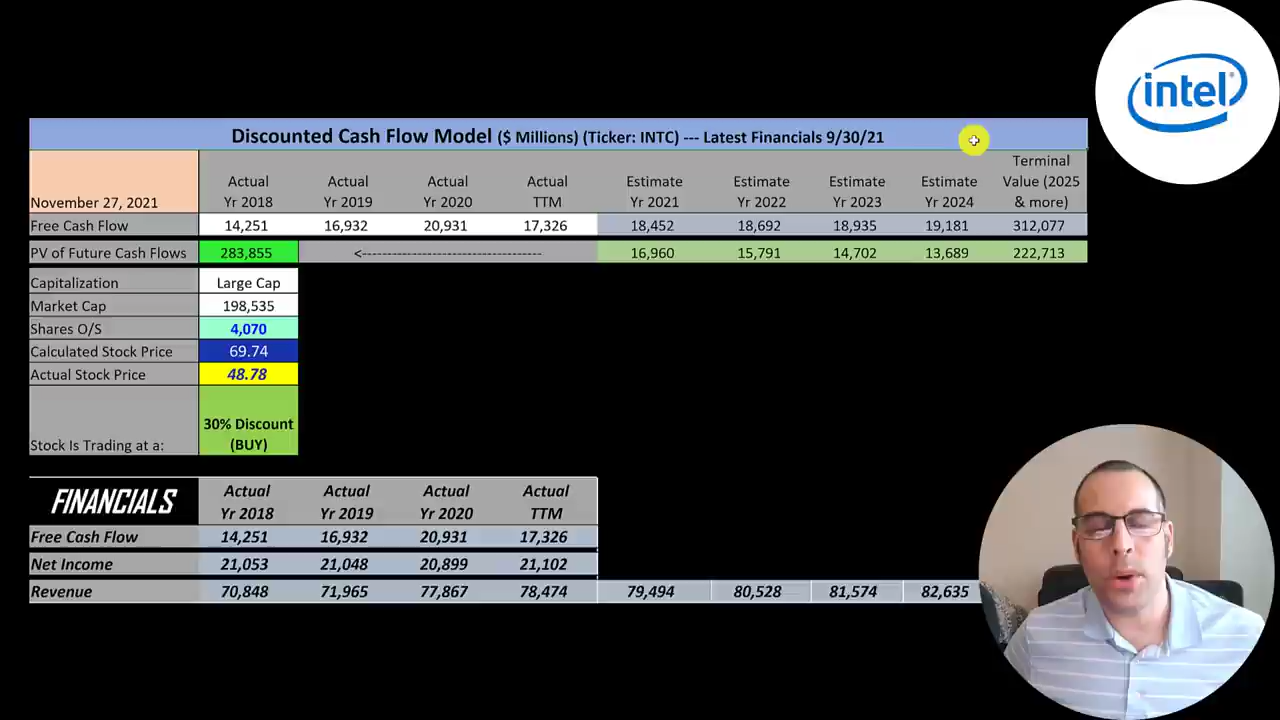 intel
Discounted Cash Flow Model ($ Millions) (Ticker: INTC) --- Latest Financials 9/30/21
November 27, 2021 Actual Yr 2018 Actual Yr 2019 Actual Yr 2020 Actual TTM Estimate Yr 2021 Estimate Yr 2022 Estimate Yr 2023 Estimate Yr 2024 Terminal Value (2025 & more)
Free Cash Flow 14,251 16,932 20,931 17,326 18,452 18,692 18,935 19,181 312,077
PV of Future Cash Flows 283,855 <----------------------------------- 16,960 15,791 14,702 13,689 222,713
Capitalization Large Cap
Market Cap 198,535
Shares O/S 4,070
Calculated Stock Price 69.74
Actual Stock Price 48.78
Stock Is Trading at a: 30% Discount (BUY)
FINANCIALS Actual Yr 2018 Actual Yr 2019 Actual Yr 2020 Actual TTM
Free Cash Flow 14,251 16,932 20,931 17,326
Net Income 21,053 21,048 20,899 21,102
Revenue 70,848 71,965 77,867 78,474 79,494 80,528 81,574 82,635